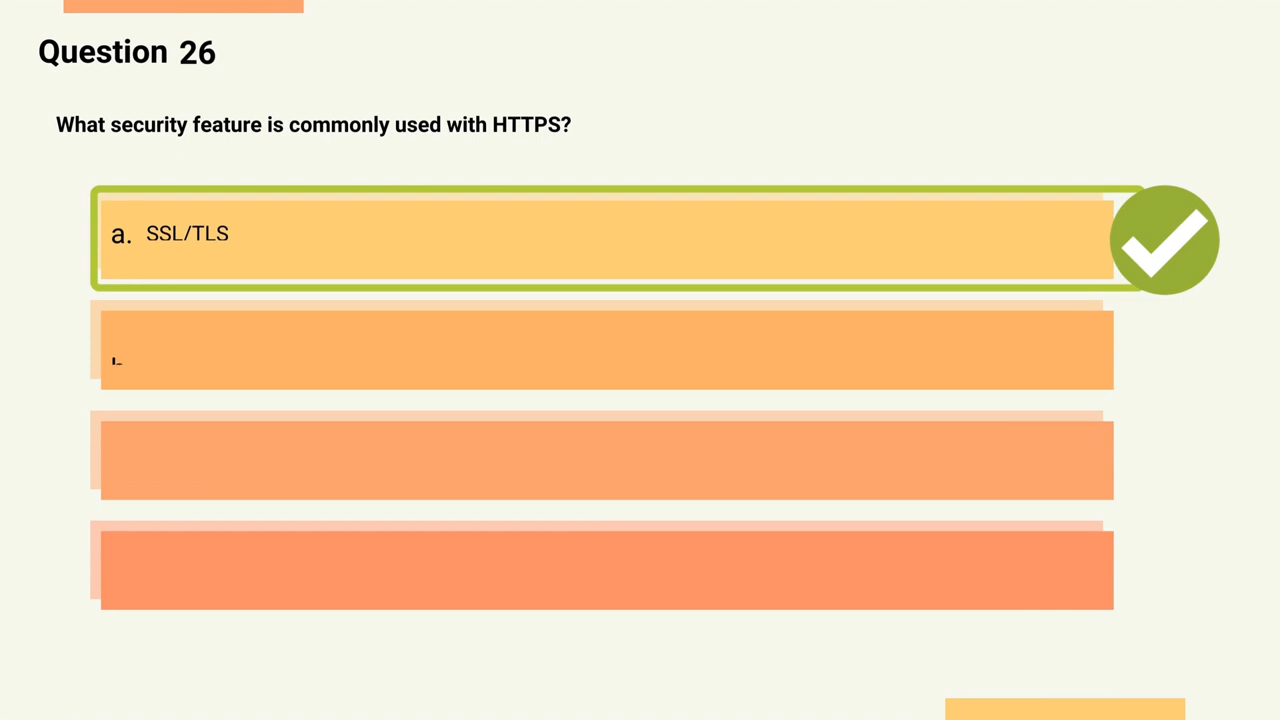 Question 26
What security feature is commonly used with HTTPS?
a. SSL/TLS